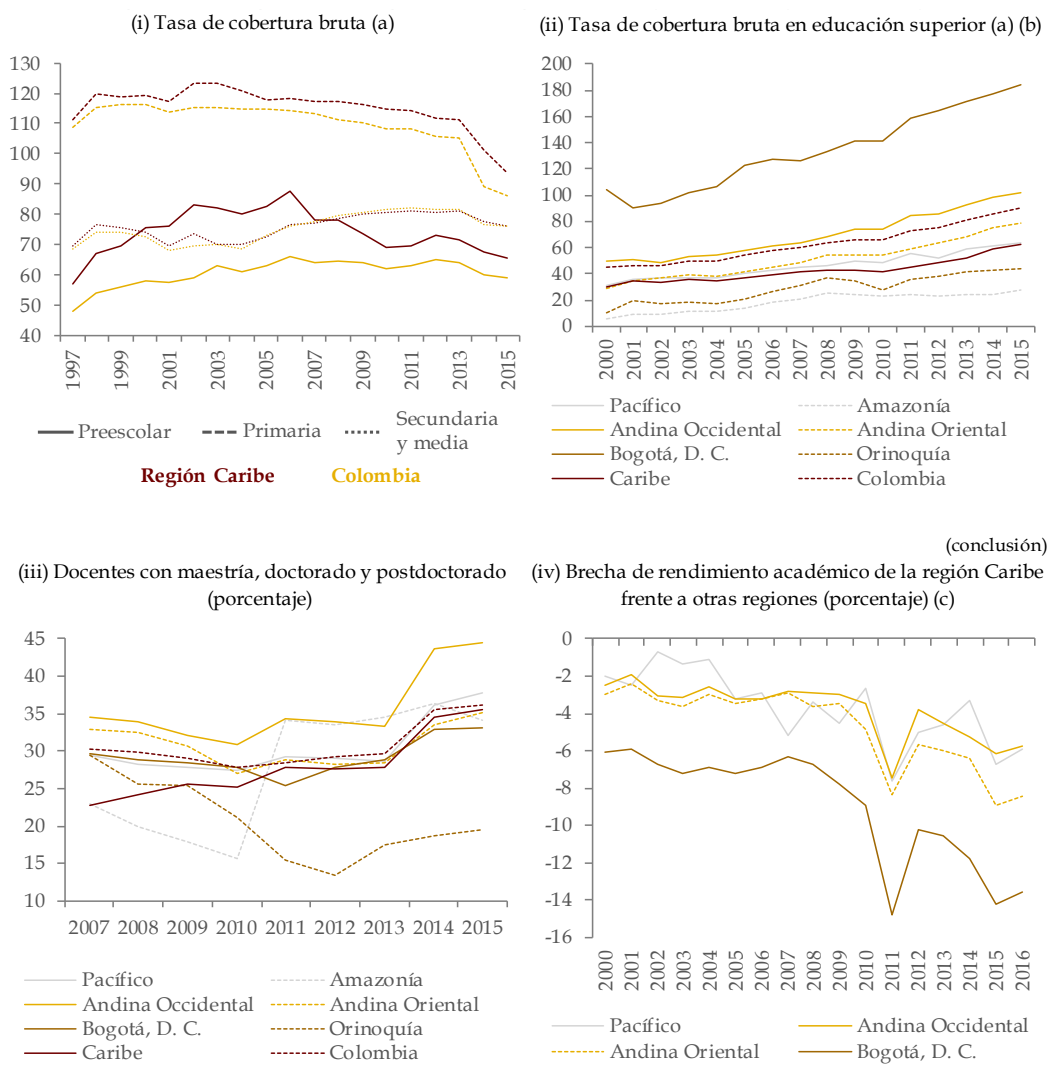 (i) Tasa de cobertura bruta (a)
130
120
110
100
90
80
70
60
50
40
1997
1999
2001
2003
2005
2007
2009
2011
2013
2015
Preescolar
Primaria
Secundaria
y media
Región Caribe
Colombia
(ii) Tasa de cobertura bruta en educación superior (a) (b)
200
180
160
140
120
100
80
60
40
20
0
2000
2001
2002
2003
2004
2005
2006
2007
2008
2009
2010
2011
2012
2013
2014
2015
Pacífico
Amazonía
Andina Occidental
Andina Oriental
Bogotá, D. C.
Orinoquía
Caribe
Colombia
(conclusión)
(iii) Docentes con maestría, doctorado y postdoctorado
(porcentaje)
45
40
35
30
25
20
15
10
2007 2008 2009 2010 2011 2012 2013 2014 2015
Pacífico
Amazonía
Andina Occidental
Andina Oriental
Bogotá, D. C.
Orinoquía
Caribe
Colombia
(iv) Brecha de rendimiento académico de la región Caribe
frente a otras regiones (porcentaje) (c)
0
-2
-4
-6
-8
-10
-12
-14
-16
2000
2001
2002
2003
2004
2005
2006
2007
2008
2009
2010
2011
2012
2013
2014
2015
2016
Pacífico
Andina Occidental
Andina Oriental
Bogotá, D. C.